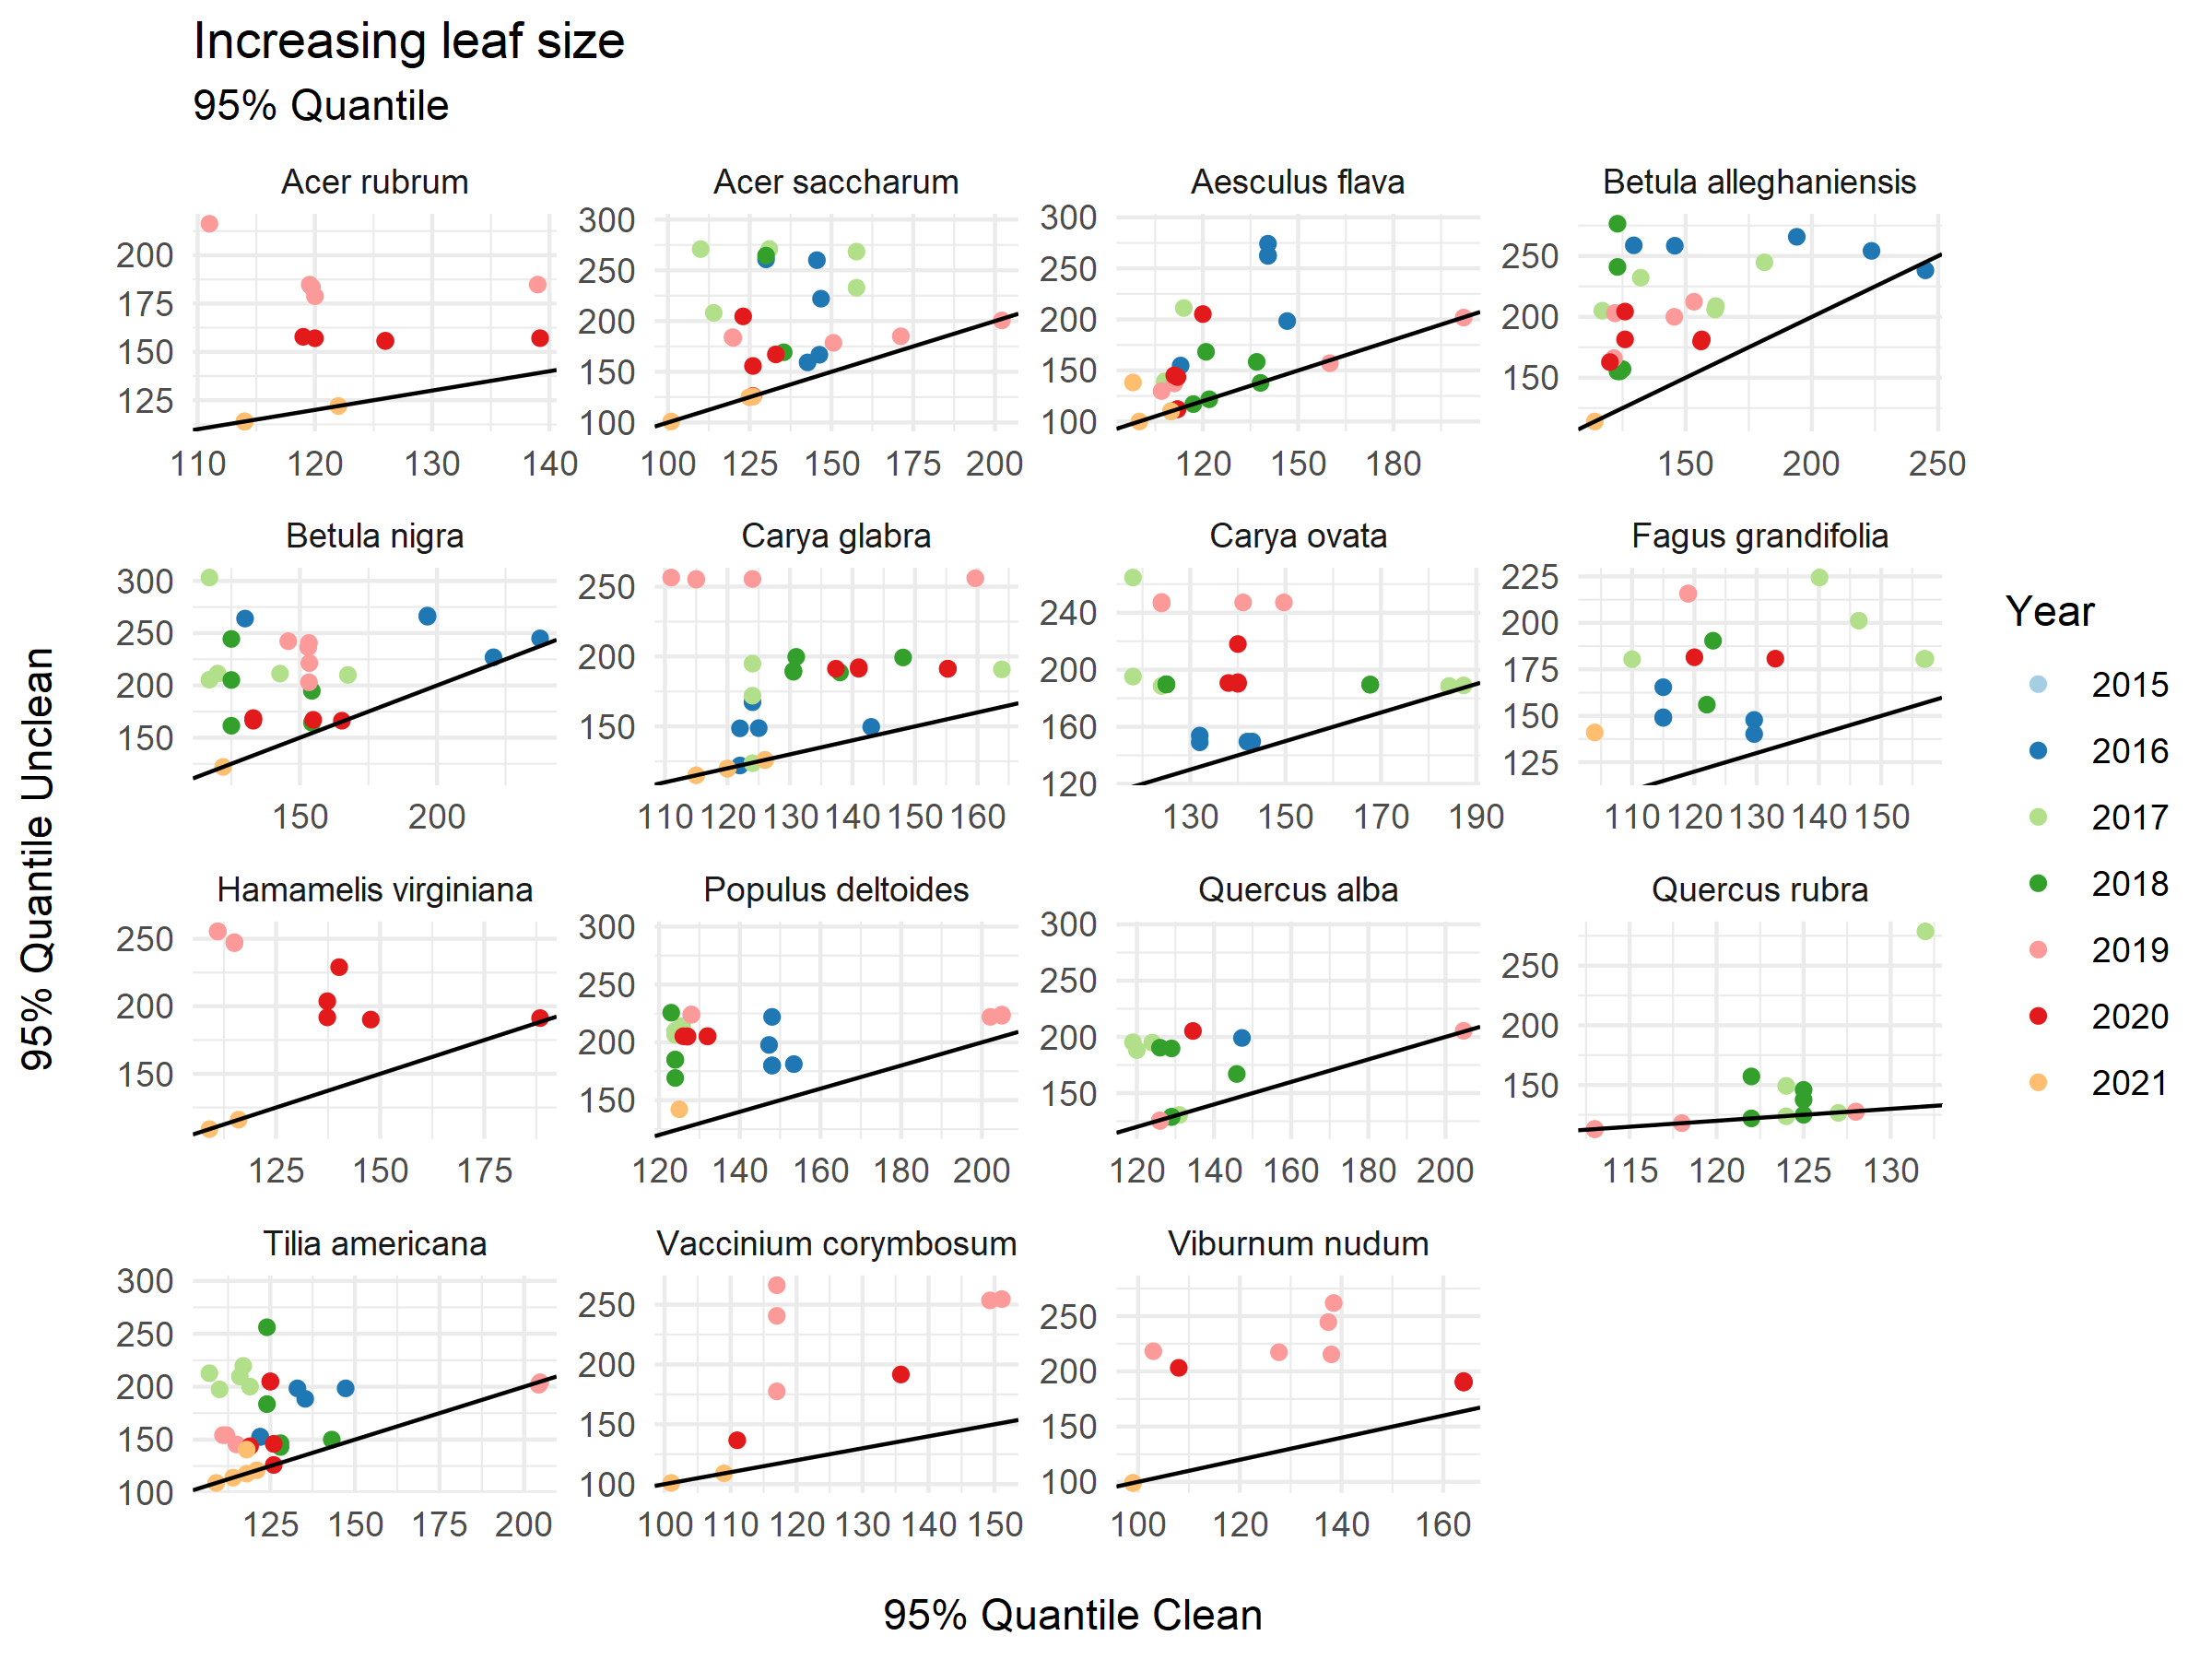 Increasing leaf size
95% Quantile
Acer rubrum
Acer saccharum
Aesculus flava
Betula alleghaniensis
200
175
150
125
110 120 130 140
300
250
200
150
100
100 125 150 175 200
300
250
200
150
100
120 150 180
250
200
150
150 200 250
Betula nigra
Carya glabra
Carya ovata
Fagus grandifolia
300
250
200
150
150 200
250
200
150
110 120 130 140 150 160
240
200
160
120
130 150 170 190
225
200
175
150
125
110 120 130 140 150
Hamamelis virginiana
Populus deltoides
Quercus alba
Quercus rubra
250
200
150
125 150 175
300
250
200
150
120 140 160 180 200
300
250
200
150
120 140 160 180 200
250
200
150
115 120 125 130
Tilia americana
Vaccinium corymbosum
Viburnum nudum
300
250
200
150
100
125 150 175 200
250
200
150
100
100 110 120 130 140 150
250
200
150
100
100 120 140 160
95% Quantile Unclean
95% Quantile Clean
Year
2015
2016
2017
2018
2019
2020
2021